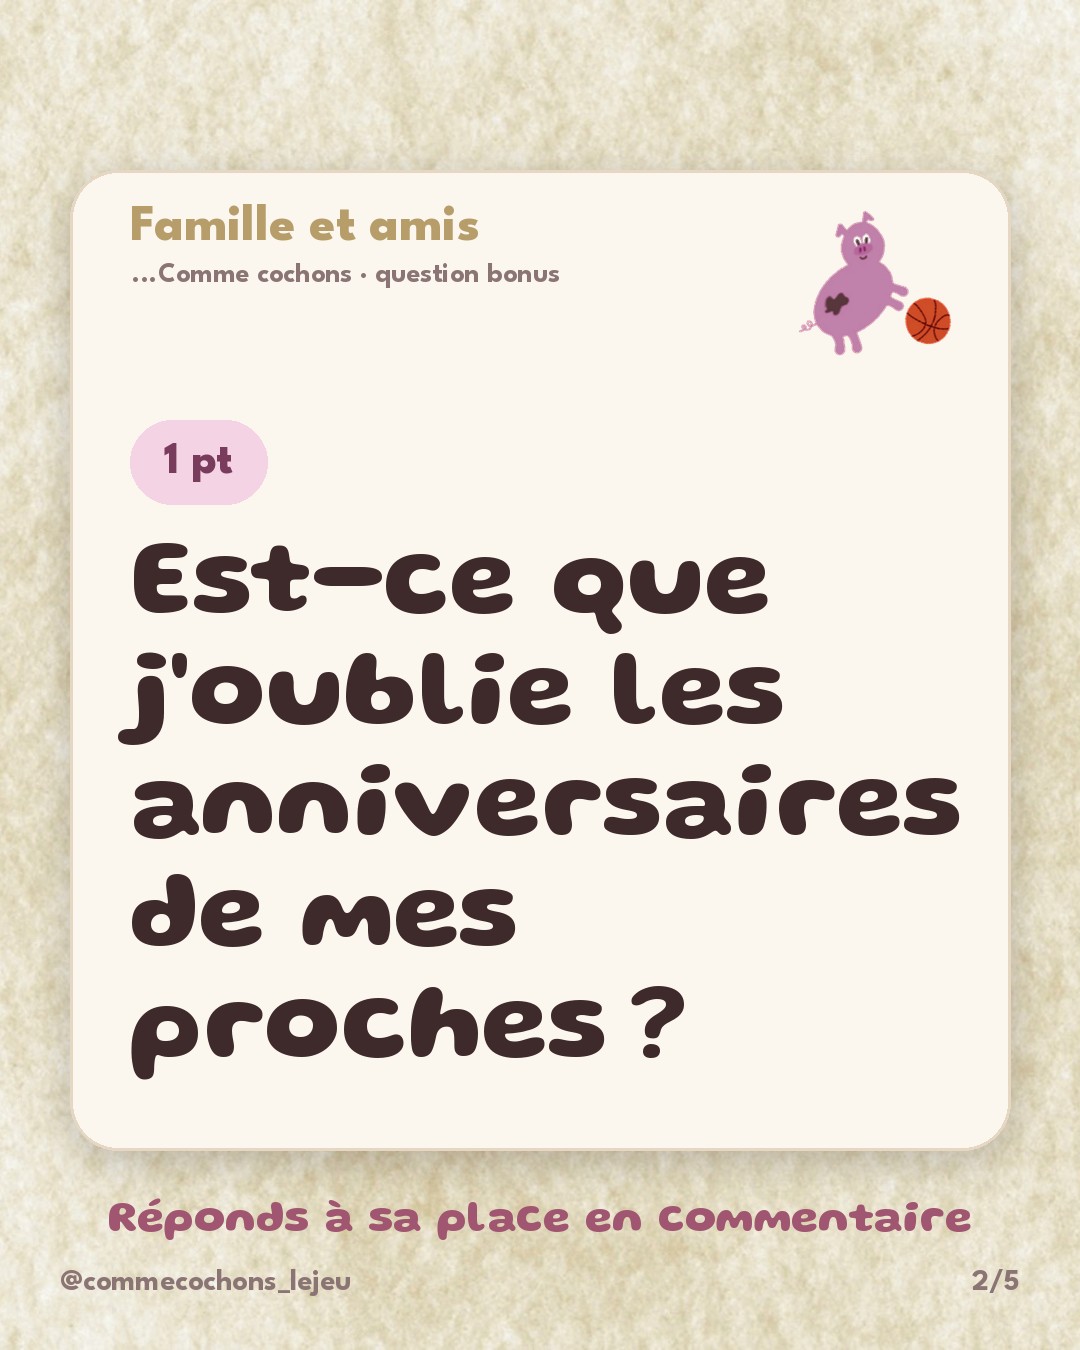 Famille et amis
...Comme cochons · question bonus
1 pt
Est-ce que
j'oublie les
anniversaires
de mes
proches ?
Réponds à sa place en commentaire
@commecochons_lejeu
2/5